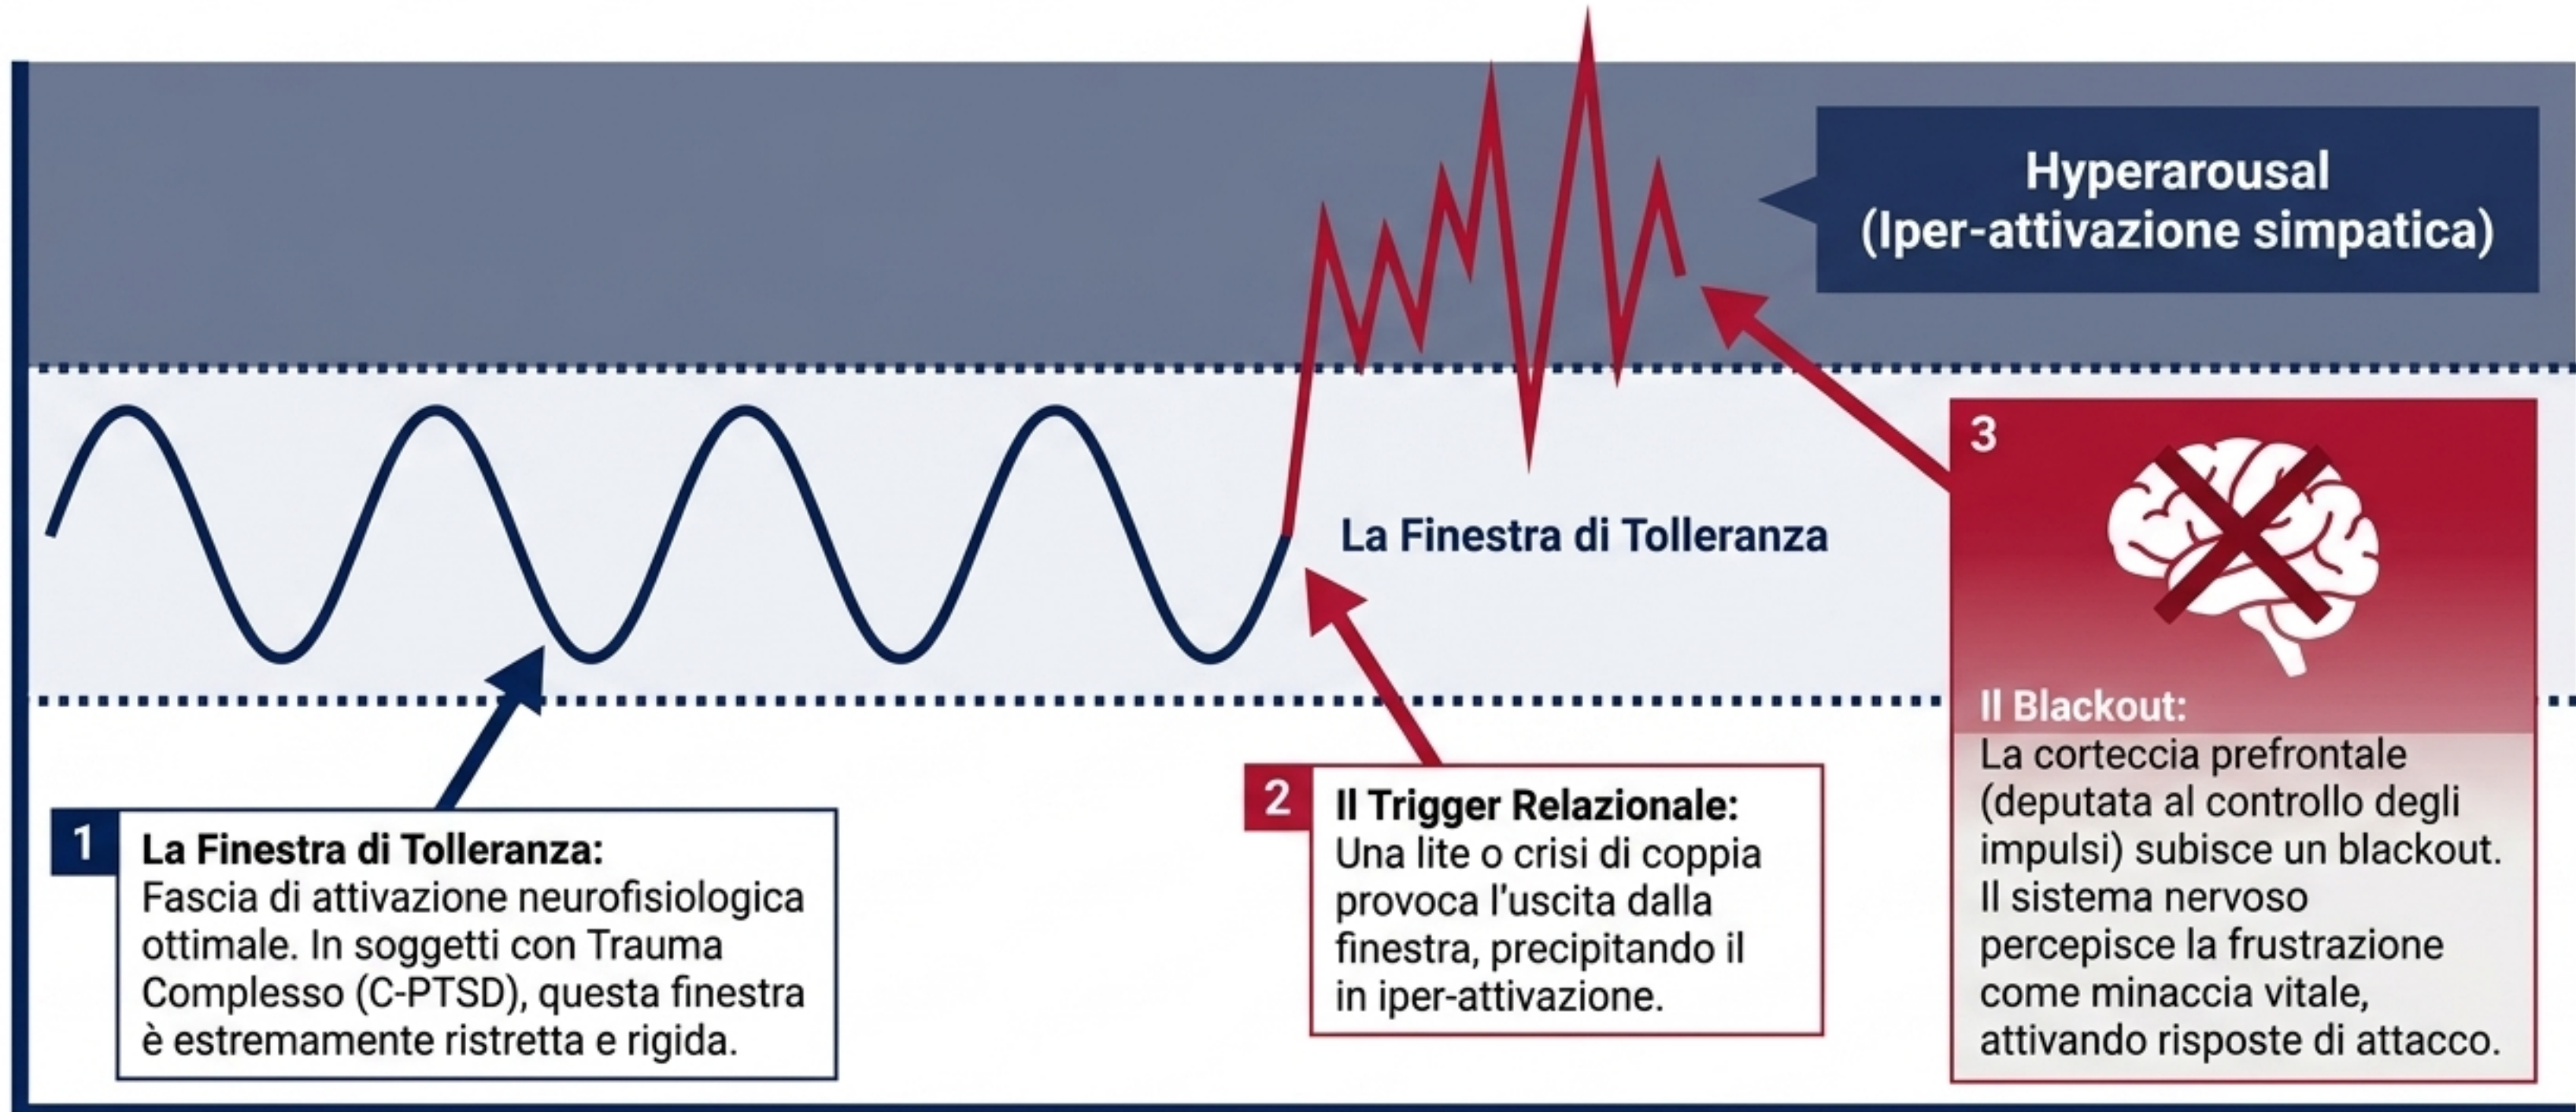 Hyperarousal
(Iper-attivazione simpatica)
La Finestra di Tolleranza
1
La Finestra di Tolleranza:
Fascia di attivazione neurofisiologica
ottimale. In soggetti con Trauma
Complesso (C-PTSD), questa finestra
è estremamente ristretta e rigida.
2
Il Trigger Relazionale:
Una lite o crisi di coppia
provoca l'uscita dalla
finestra, precipitando il
in iper-attivazione.
3
Il Blackout:
La corteccia prefrontale
(deputata al controllo degli
impulsi) subisce un blackout.
Il sistema nervoso
percepisce la frustrazione
come minaccia vitale,
attivando risposte di attacco.